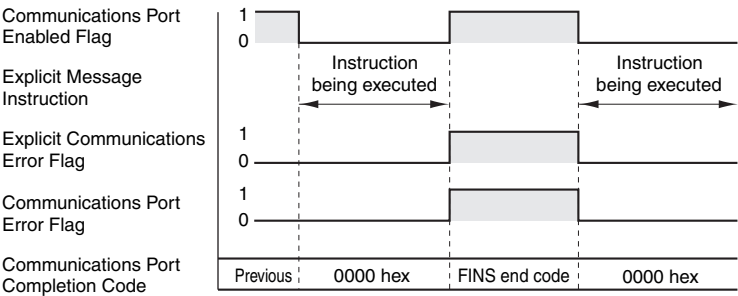 Communications Port
Enabled Flag
1
0
Explicit Message
Instruction
Instruction
being executed
Instruction
being executed
Explicit Communications
Error Flag
1
0
Communications Port
Error Flag
1
0
Communications Port
Completion Code
Previous
0000 hex
FINS end code
0000 hex